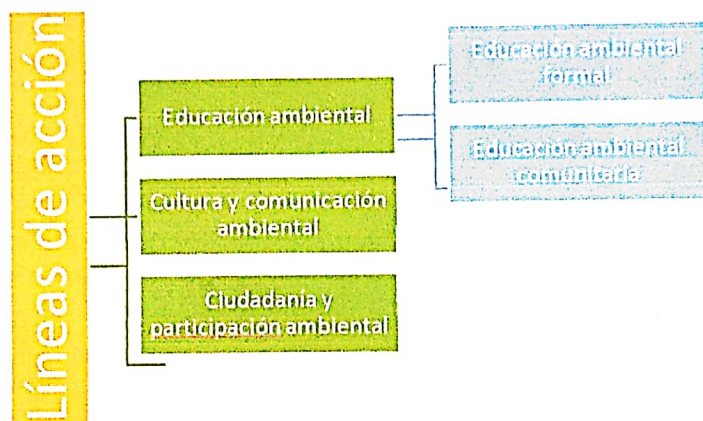 Líneas de acción
Educación ambiental
Cultura y comunicación
ambiental
Ciudadanía y
participación ambiental
Educación ambiental
formal
Educación ambiental
comunitaria